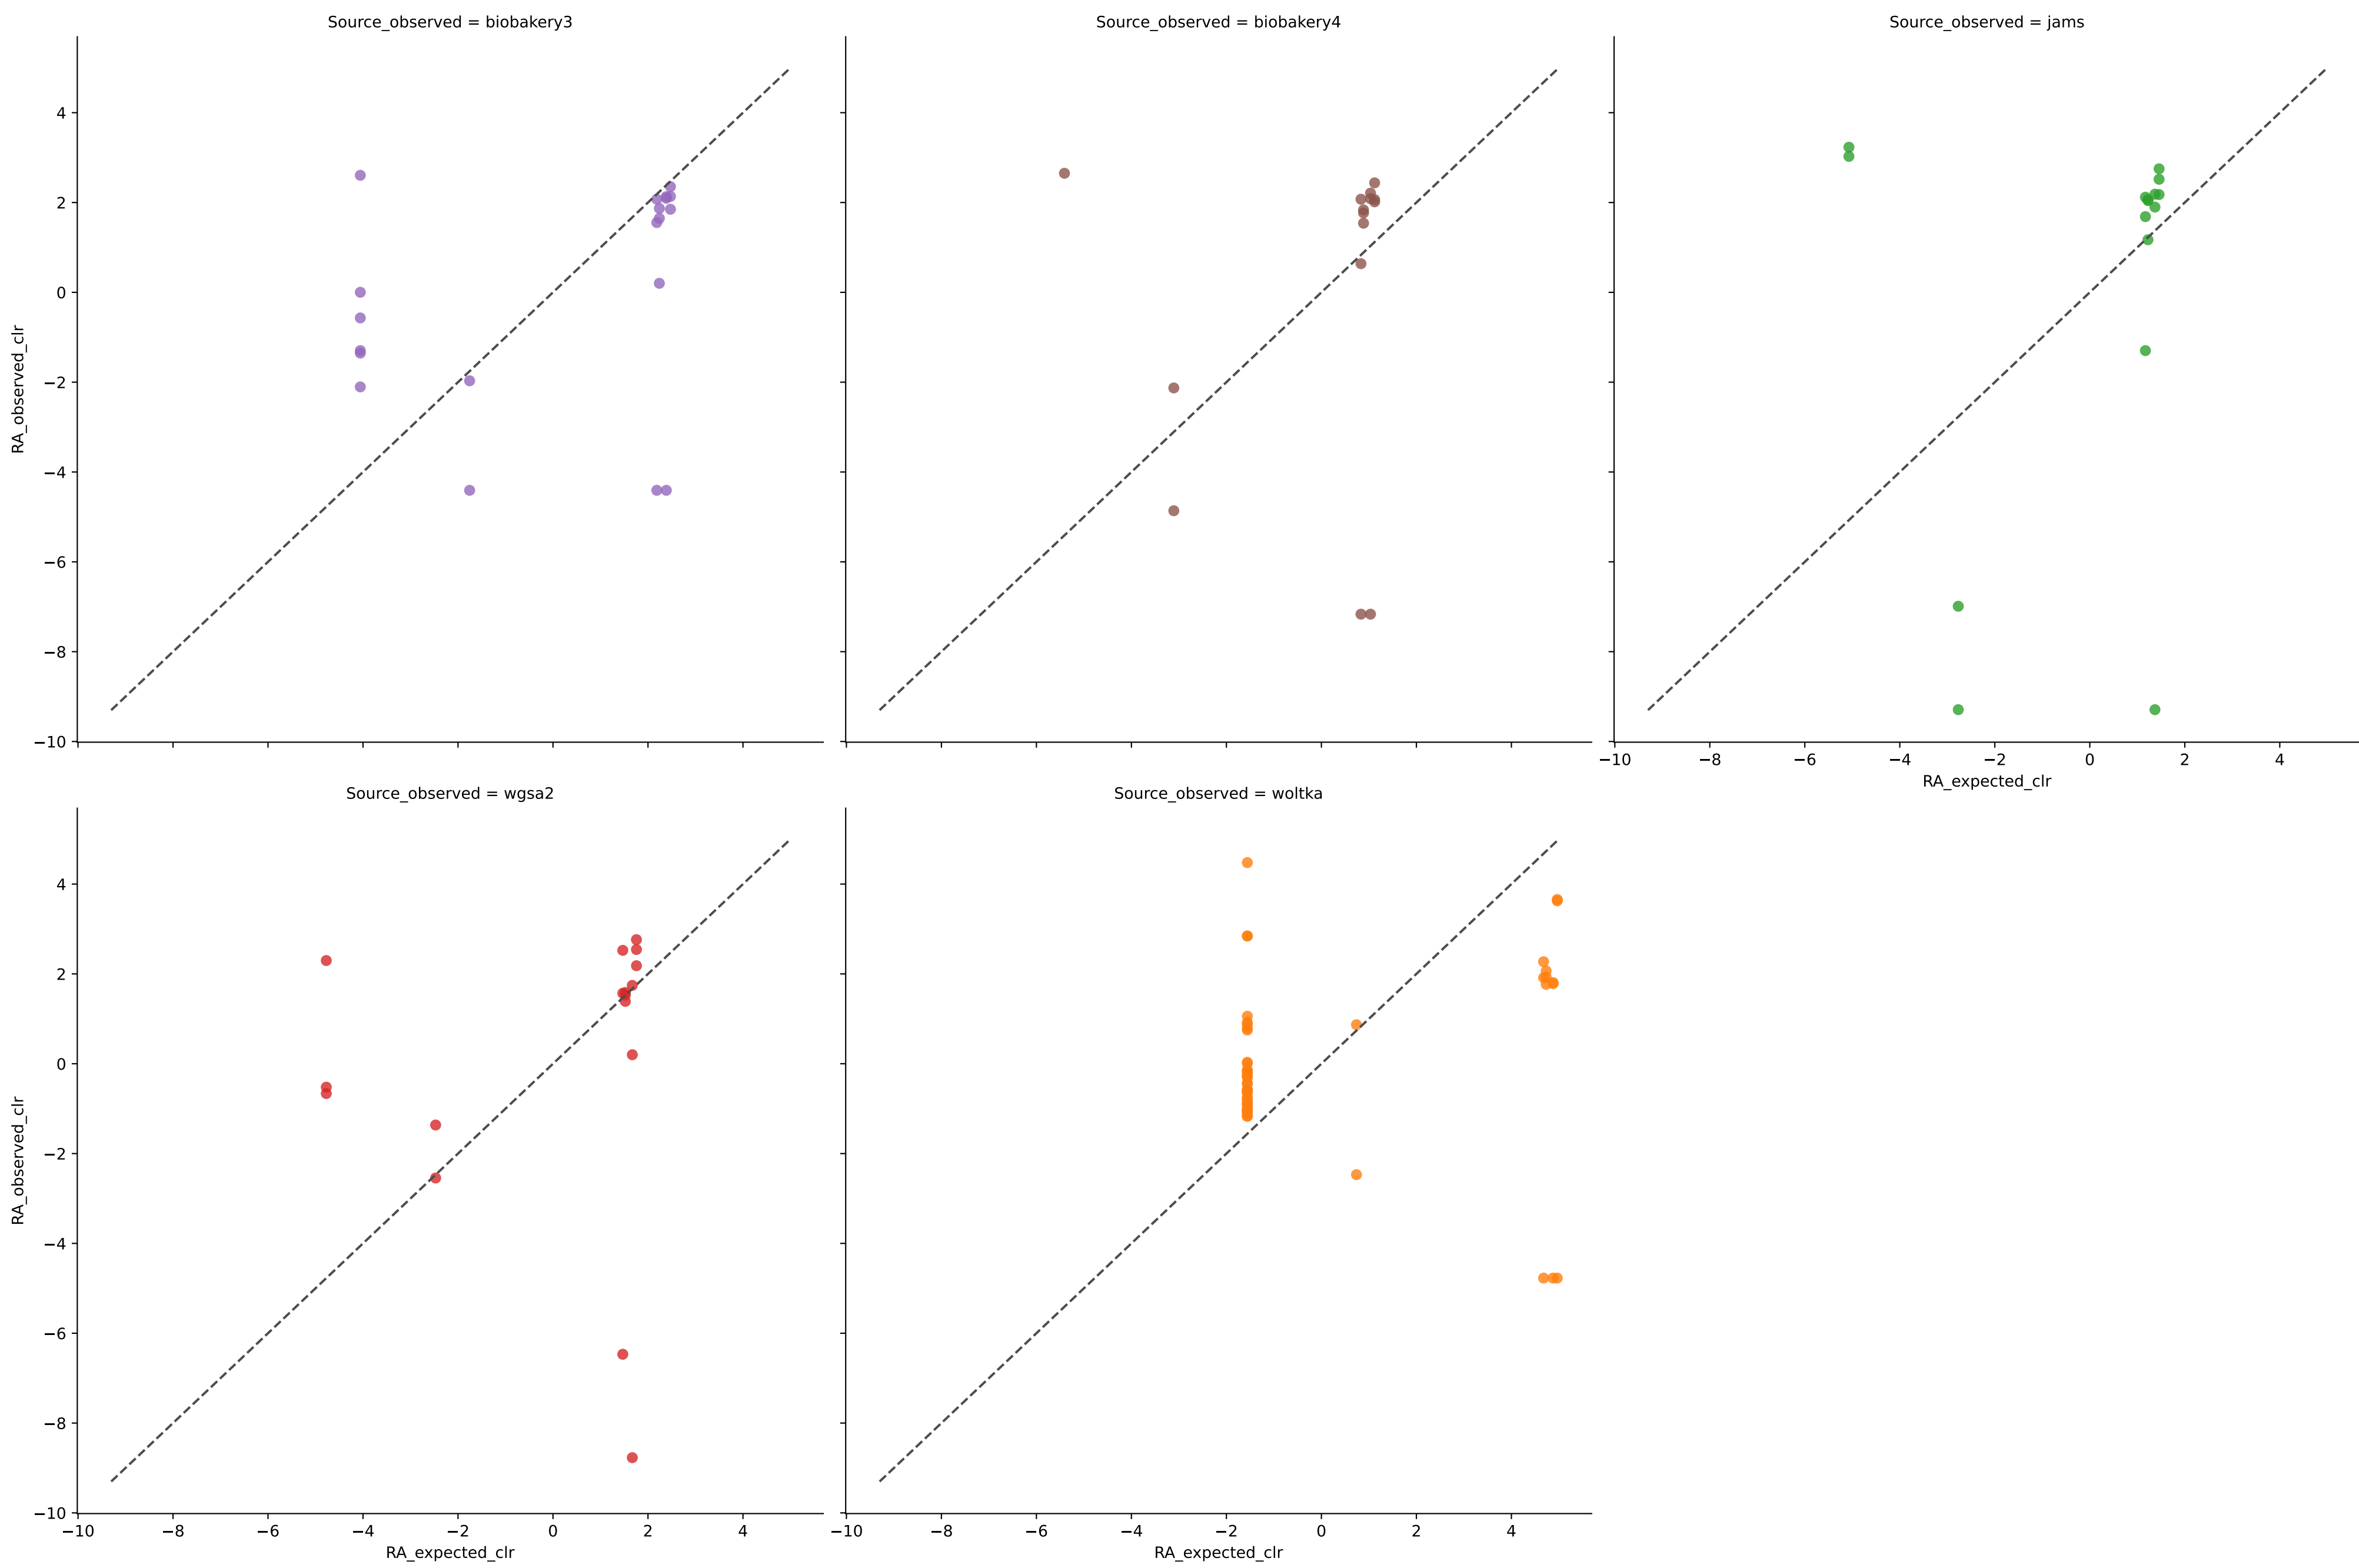 Source_observed = biobakery3
Source_observed = biobakery4
Source_observed = jams
4
2
0
−2
−4
−6
−8
−10
RA_observed_clr
−10 −8 −6 −4 −2 0 2 4
RA_expected_clr
Source_observed = wgsa2
Source_observed = woltka
4
2
0
−2
−4
−6
−8
−10
RA_observed_clr
−10 −8 −6 −4 −2 0 2 4
−10 −8 −6 −4 −2 0 2 4
RA_expected_clr
RA_expected_clr